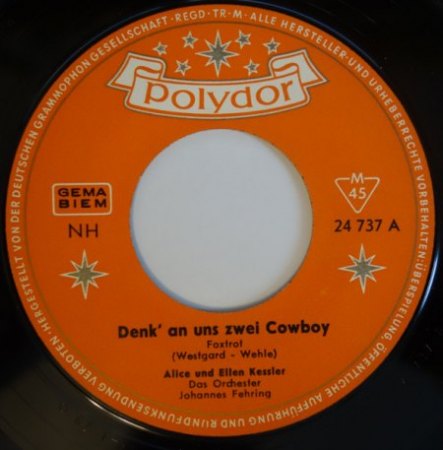 HERGESTELLT VON DER DEUTSCHEN GRAMMOPHON GESELLSCHAFT · REGD·TR·M· ALLE HERSTELLER- UND URHEBERRECHTE VORBEHALTEN·ÜBERSPIELUNG ÖFFENTLICHE AUFFÜHRUNG UND RUNDFUNKSENDUNG VERBOTEN·
Polydor
GEMA
BIEM
NH
M
45
24 737 A
Denk' an uns zwei Cowboy
Foxtrot
(Westgard - Wehle)
Alice und Ellen Kessler
Das Orchester
Johannes Fehring